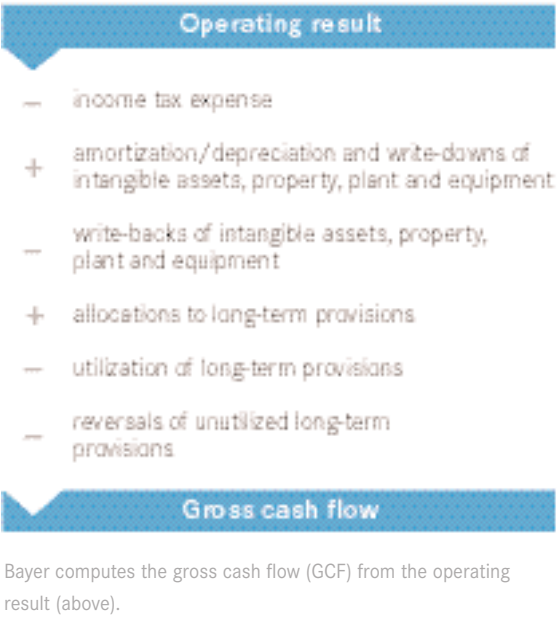 Operating result
– income tax expense
+ amortization/depreciation and write-downs of
intangible assets, property, plant and equipment
– write-backs of intangible assets, property,
plant and equipment
+ allocations to long-term provisions
– utilization of long-term provisions
– reversals of unutilized long-term
provisions
Gross cash flow
Bayer computes the gross cash flow (GCF) from the operating
result (above).